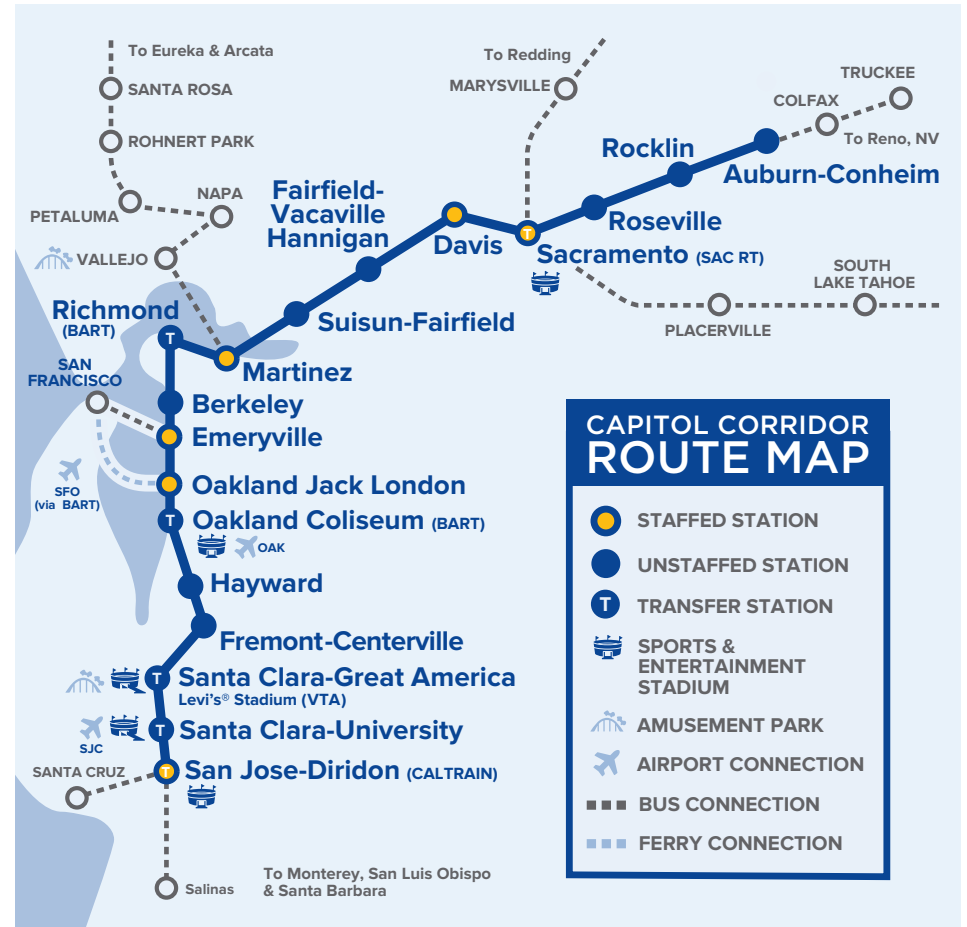 To Eureka & Arcata
SANTA ROSA
ROHNERT PARK
PETALUMA
NAPA
VALLEJO
To Redding
MARYSVILLE
TRUCKEE
COLFAX
To Reno, NV
Rocklin
Auburn-Conheim
Roseville
Fairfield-
Vacaville
Hannigan
Davis
Sacramento (SAC RT)
T
SOUTH
LAKE TAHOE
PLACERVILLE
Suisun-Fairfield
Richmond
(BART)
T
Martinez
SAN
FRANCISCO
Berkeley
Emeryville
SFO
(via BART)
Oakland Jack London
T
Oakland Coliseum (BART)
OAK
Hayward
Fremont-Centerville
T
Santa Clara-Great America
Levi's® Stadium (VTA)
T
Santa Clara-University
SJC
SANTA CRUZ
T
San Jose-Diridon (CALTRAIN)
Salinas
To Monterey, San Luis Obispo
& Santa Barbara
CAPITOL CORRIDOR
ROUTE MAP
STAFFED STATION
UNSTAFFED STATION
T
TRANSFER STATION
SPORTS &
ENTERTAINMENT
STADIUM
AMUSEMENT PARK
AIRPORT CONNECTION
BUS CONNECTION
FERRY CONNECTION